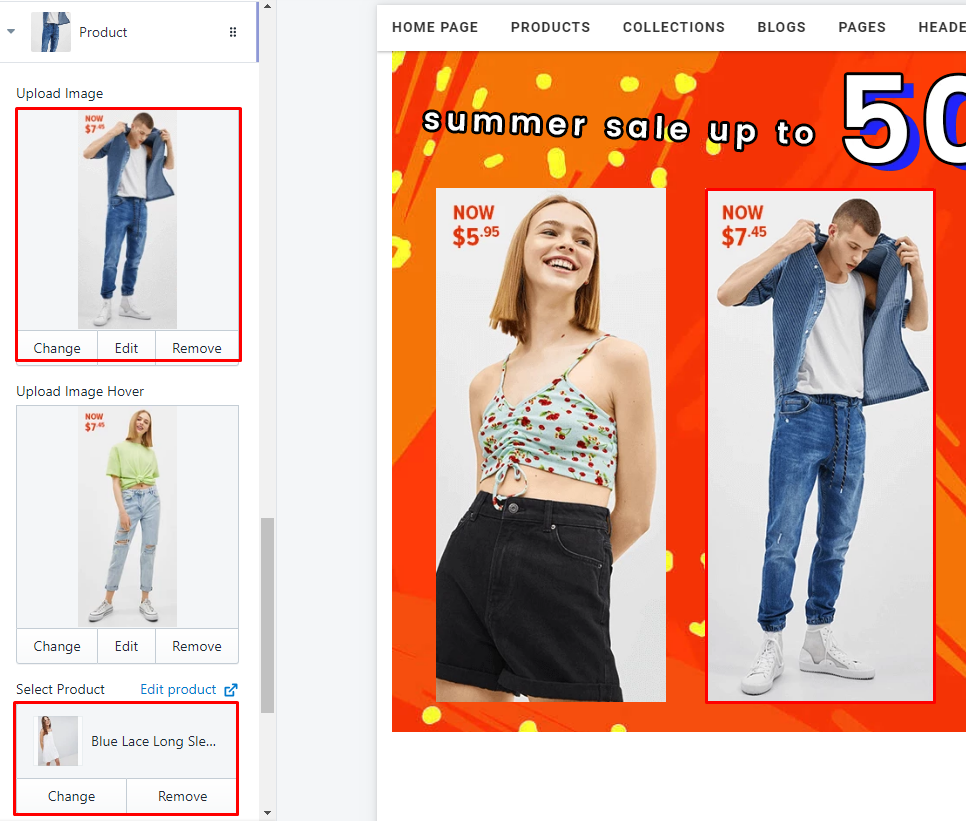 Product
Upload Image
NOW
$7.45
Change Edit Remove
Upload Image Hover
NOW
$7.45
Change Edit Remove
Select Product Edit product
Blue Lace Long Sle...
Change Remove
HOME PAGE PRODUCTS COLLECTIONS BLOGS PAGES HEADE
summer sale up to 50
NOW
$5.95
NOW
$7.45